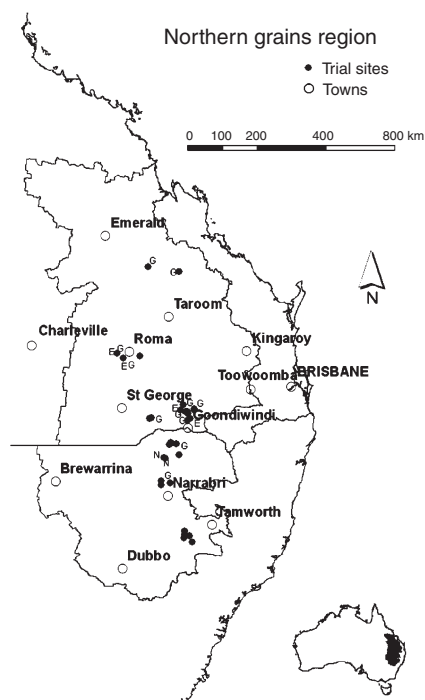 Northern grains region
Trial sites
Towns
0 100 200 400 800 km
Emerald
G
G
Taroom
N
Charleville
Roma
Kingaroy
E G
E G
Toowoomba
BRISBANE
St George
G G
E
G
Goondiwindi
G
E
G
N
N
Brewarrina
G
Narrabri
Tamworth
Dubbo